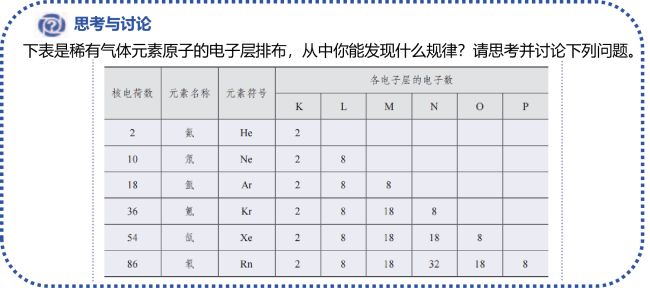 思考与讨论
下表是稀有气体元素原子的电子层排布，从中你能发现什么规律？请思考并讨论下列问题。
核电荷数 元素名称 元素符号 各电子层的电子数
K L M N O P
2 氦 He 2
10 氖 Ne 2 8
18 氩 Ar 2 8 8
36 氪 Kr 2 8 18 8
54 氙 Xe 2 8 18 18 8
86 氡 Rn 2 8 18 32 18 8